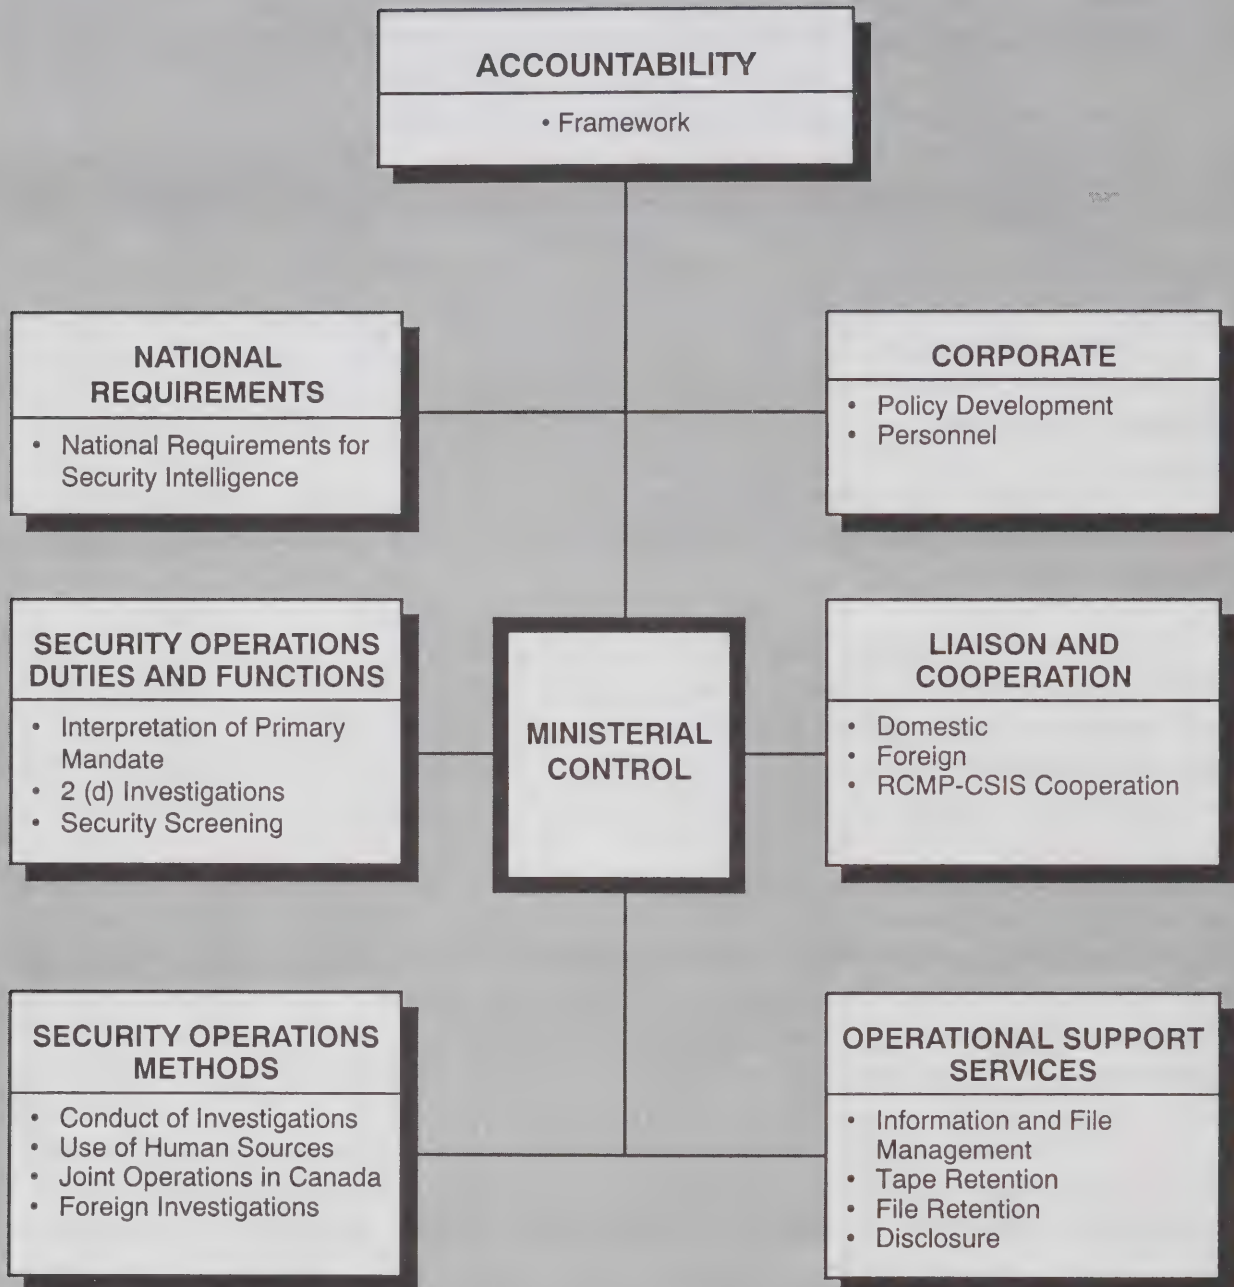 ACCOUNTABILITY
• Framework
NATIONAL
REQUIREMENTS
• National Requirements for
Security Intelligence
CORPORATE
• Policy Development
• Personnel
SECURITY OPERATIONS
DUTIES AND FUNCTIONS
• Interpretation of Primary
Mandate
• 2 (d) Investigations
• Security Screening
MINISTERIAL
CONTROL
LIAISON AND
COOPERATION
• Domestic
• Foreign
• RCMP-CSIS Cooperation
SECURITY OPERATIONS
METHODS
• Conduct of Investigations
• Use of Human Sources
• Joint Operations in Canada
• Foreign Investigations
OPERATIONAL SUPPORT
SERVICES
• Information and File
Management
• Tape Retention
• File Retention
• Disclosure